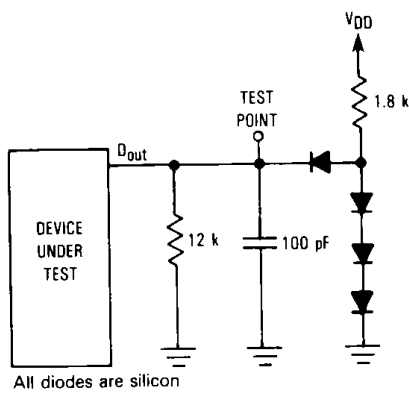 VDD
1.8 k
TEST
POINT
Dout
DEVICE
UNDER
TEST
12 k
100 pF
All diodes are silicon